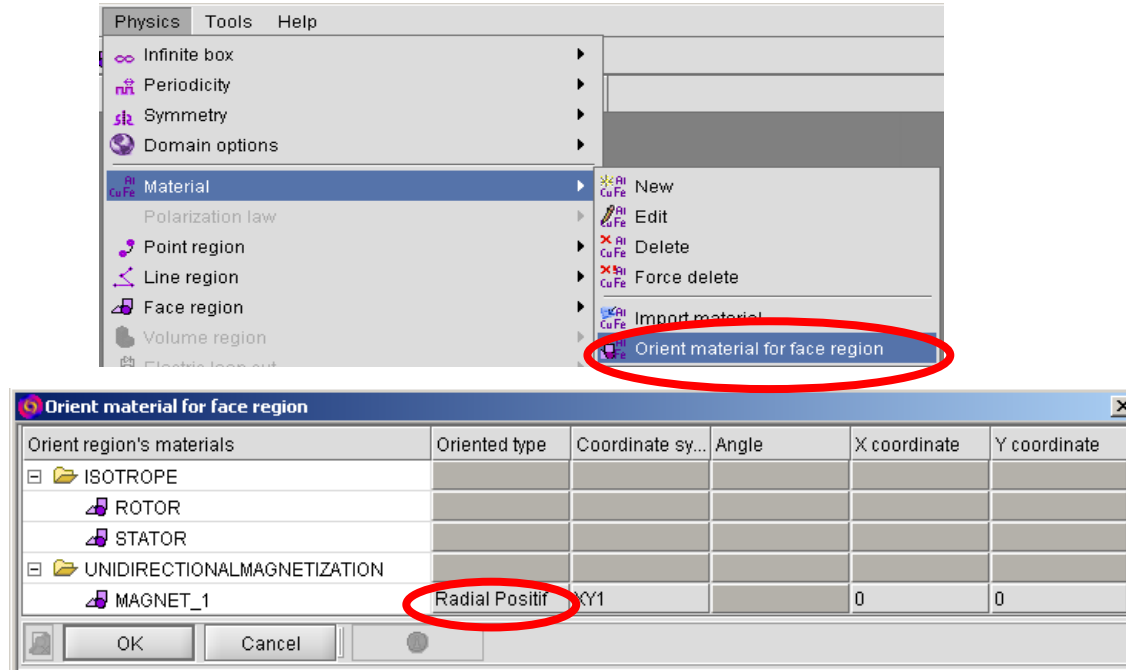 Physics Tools Help
Infinite box
Periodicity
Symmetry
Domain options
Material
Polarization law
Point region
Line region
Face region
Volume region
New
Edit
Delete
Force delete
Import material
Orient material for face region
Orient material for face region
Orient region's materials Oriented type Coordinate sy... Angle X coordinate Y coordinate
ISOTROPE
ROTOR
STATOR
UNIDIRECTIONALMAGNETIZATION
MAGNET_1 Radial Positif XY1 0 0
OK Cancel